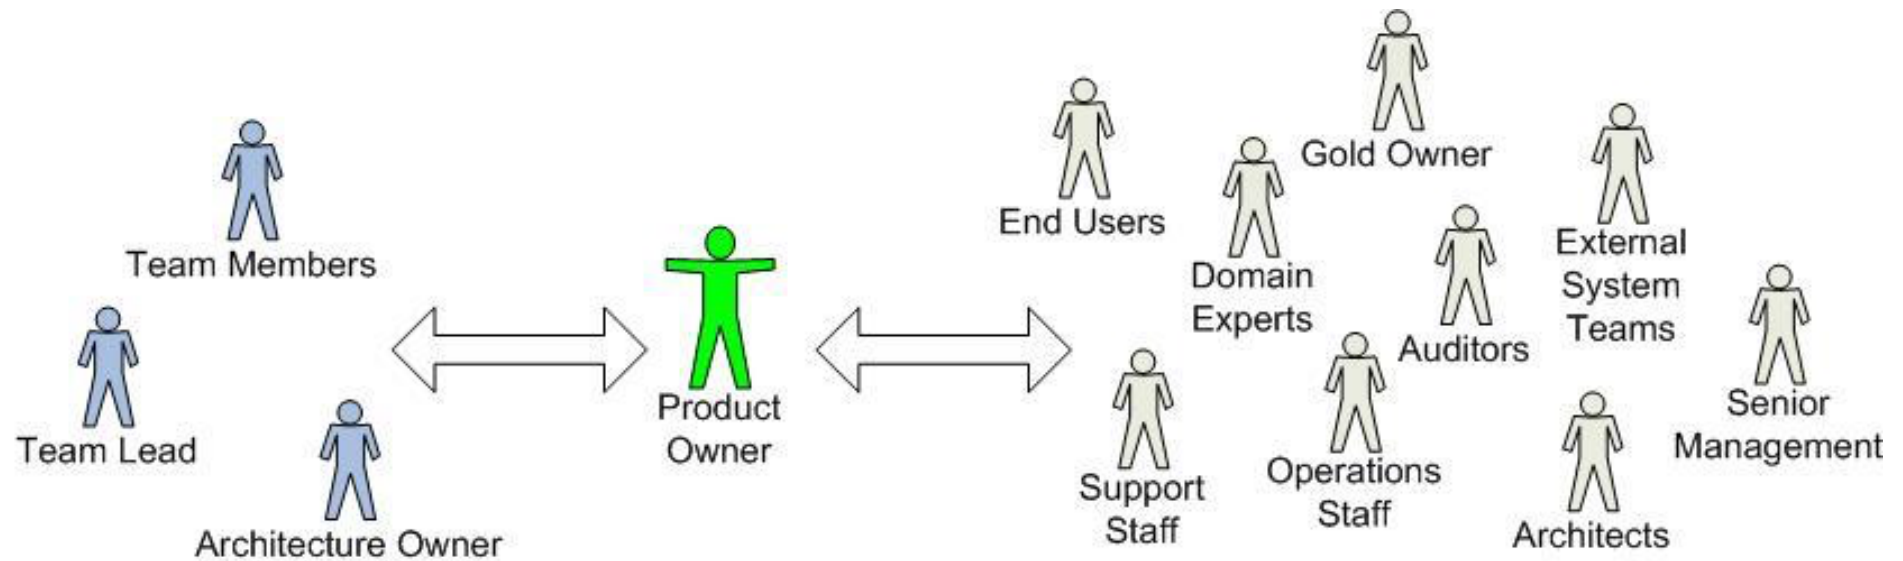 Team Members
Team Lead
Architecture Owner
Product
Owner
End Users
Gold Owner
Domain
Experts
External
System
Teams
Auditors
Senior
Management
Support
Staff
Operations
Staff
Architects